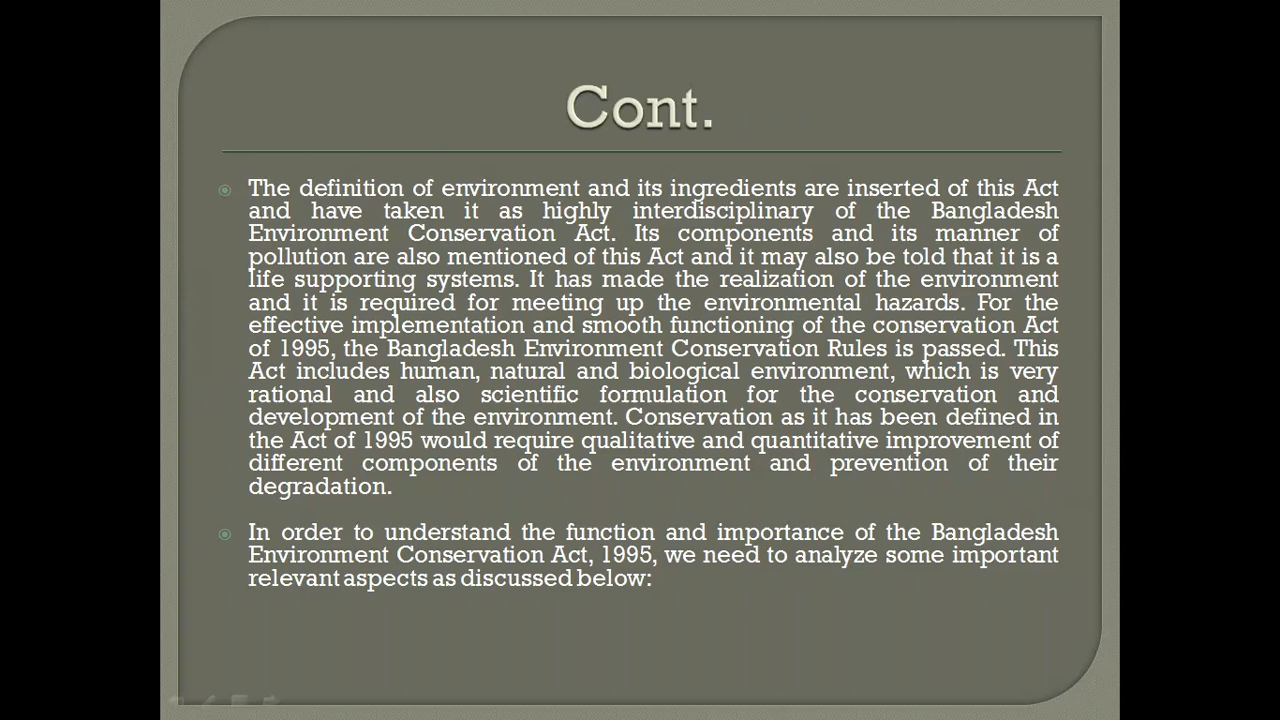 Cont.
The definition of environment and its ingredients are inserted of this Act
and have taken it as highly interdisciplinary of the Bangladesh
Environment Conservation Act. Its components and its manner of
pollution are also mentioned of this Act and it may also be told that it is a
life supporting systems. It has made the realization of the environment
and it is required for meeting up the environmental hazards. For the
effective implementation and smooth functioning of the conservation Act
of 1995, the Bangladesh Environment Conservation Rules is passed. This
Act includes human, natural and biological environment, which is very
rational and also scientific formulation for the conservation and
development of the environment. Conservation as it has been defined in
the Act of 1995 would require qualitative and quantitative improvement of
different components of the environment and prevention of their
degradation.
In order to understand the function and importance of the Bangladesh
Environment Conservation Act, 1995, we need to analyze some important
relevant aspects as discussed below: